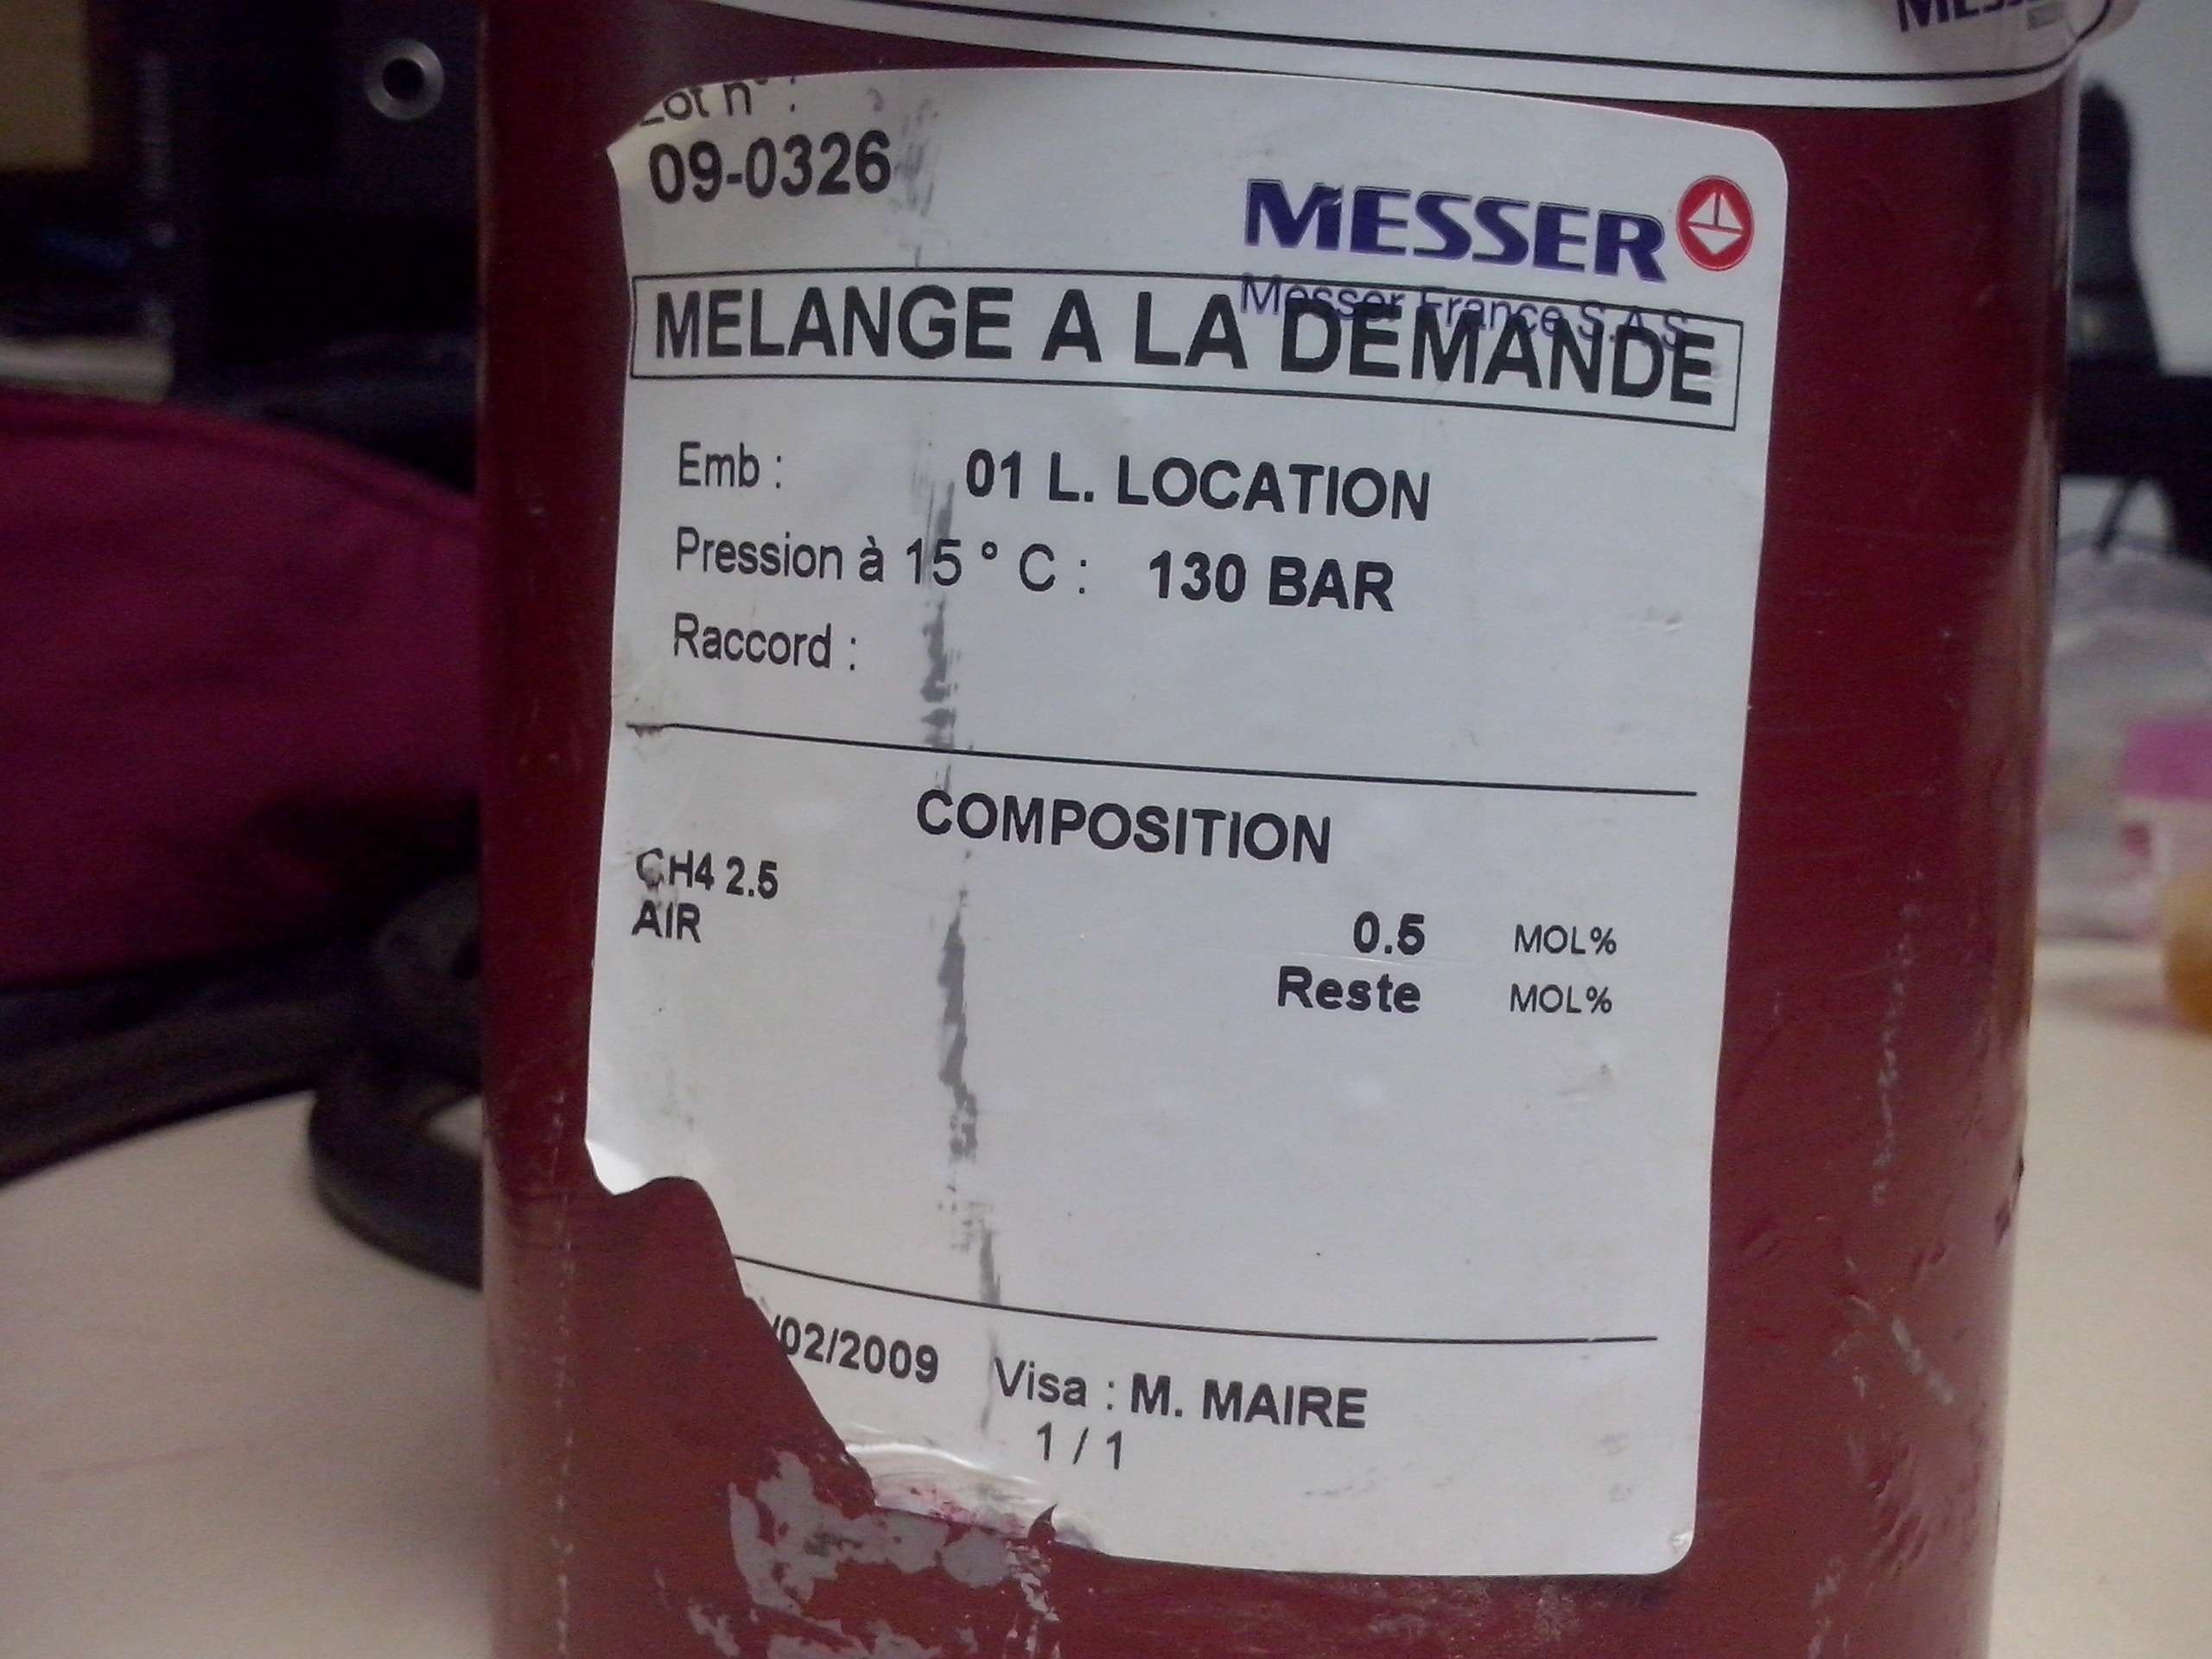 Lot n° :
09-0326
MESSER
Messer France S.A.S
MELANGE A LA DEMANDE
Emb : 01 L. LOCATION
Pression à 15 ° C : 130 BAR
Raccord :
COMPOSITION
CH4 2.5 0.5 MOL%
AIR Reste MOL%
/02/2009 Visa : M. MAIRE
1 / 1